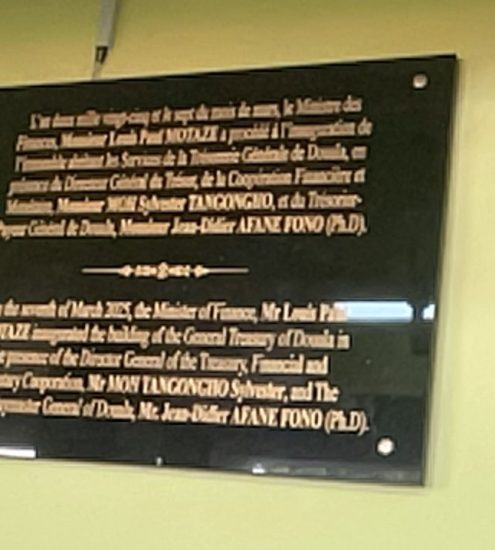 L'an deux mille vingt-cinq et le sept du mois de mars, le Ministre des
Finances, Monsieur Louis Paul MOTAZE a procédé à l'inauguration de
l'immeuble abritant les Services de la Trésorerie Générale de Douala, en
présence du Directeur Général du Trésor, de la Coopération Financière et
Monétaire, Monsieur MOH Sylvester TANGONGHO, et du Trésorier-
Payeur Général de Douala, Monsieur Jean-Didier AFANE FONO (Ph.D).
the seventh of March 2025, the Minister of Finance, Mr Louis Paul
MOTAZE inaugurated the building of the General Treasury of Douala in
presence of the Director General of the Treasury, Financial and
Cooperation, Mr MOH TANGONGHO Sylvester, and The
General of Douala, Mr. Jean-Didier AFANE FONO (Ph.D).